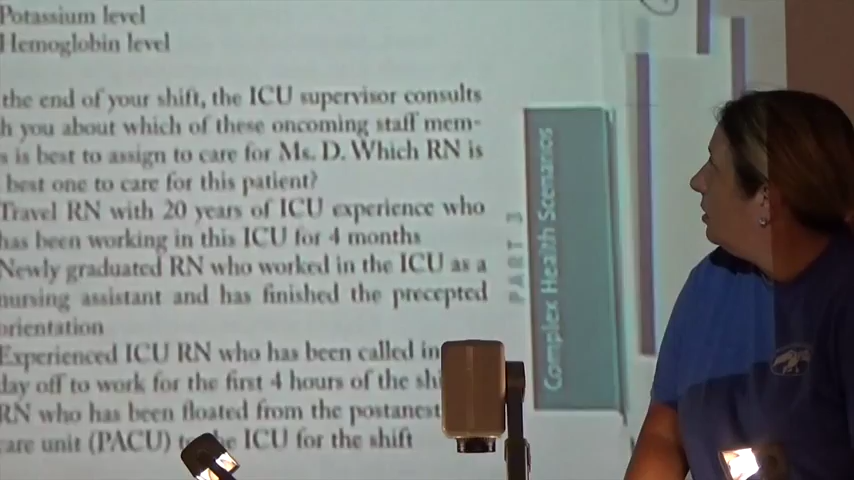 Potassium level
Hemoglobin level
the end of your shift, the ICU supervisor consults
h you about which of these oncoming staff mem-
s is best to assign to care for Ms. D. Which RN is
best one to care for this patient?
Travel RN with 20 years of ICU experience who
has been working in this ICU for 4 months
Newly graduated RN who worked in the ICU as a
nursing assistant and has finished the precepted
orientation
Experienced ICU RN who has been called in
day off to work for the first 4 hours of the shi
RN who has been floated from the postanest
are unit (PACU) to the ICU for the shift
PART 3
Complex Health Scenarios